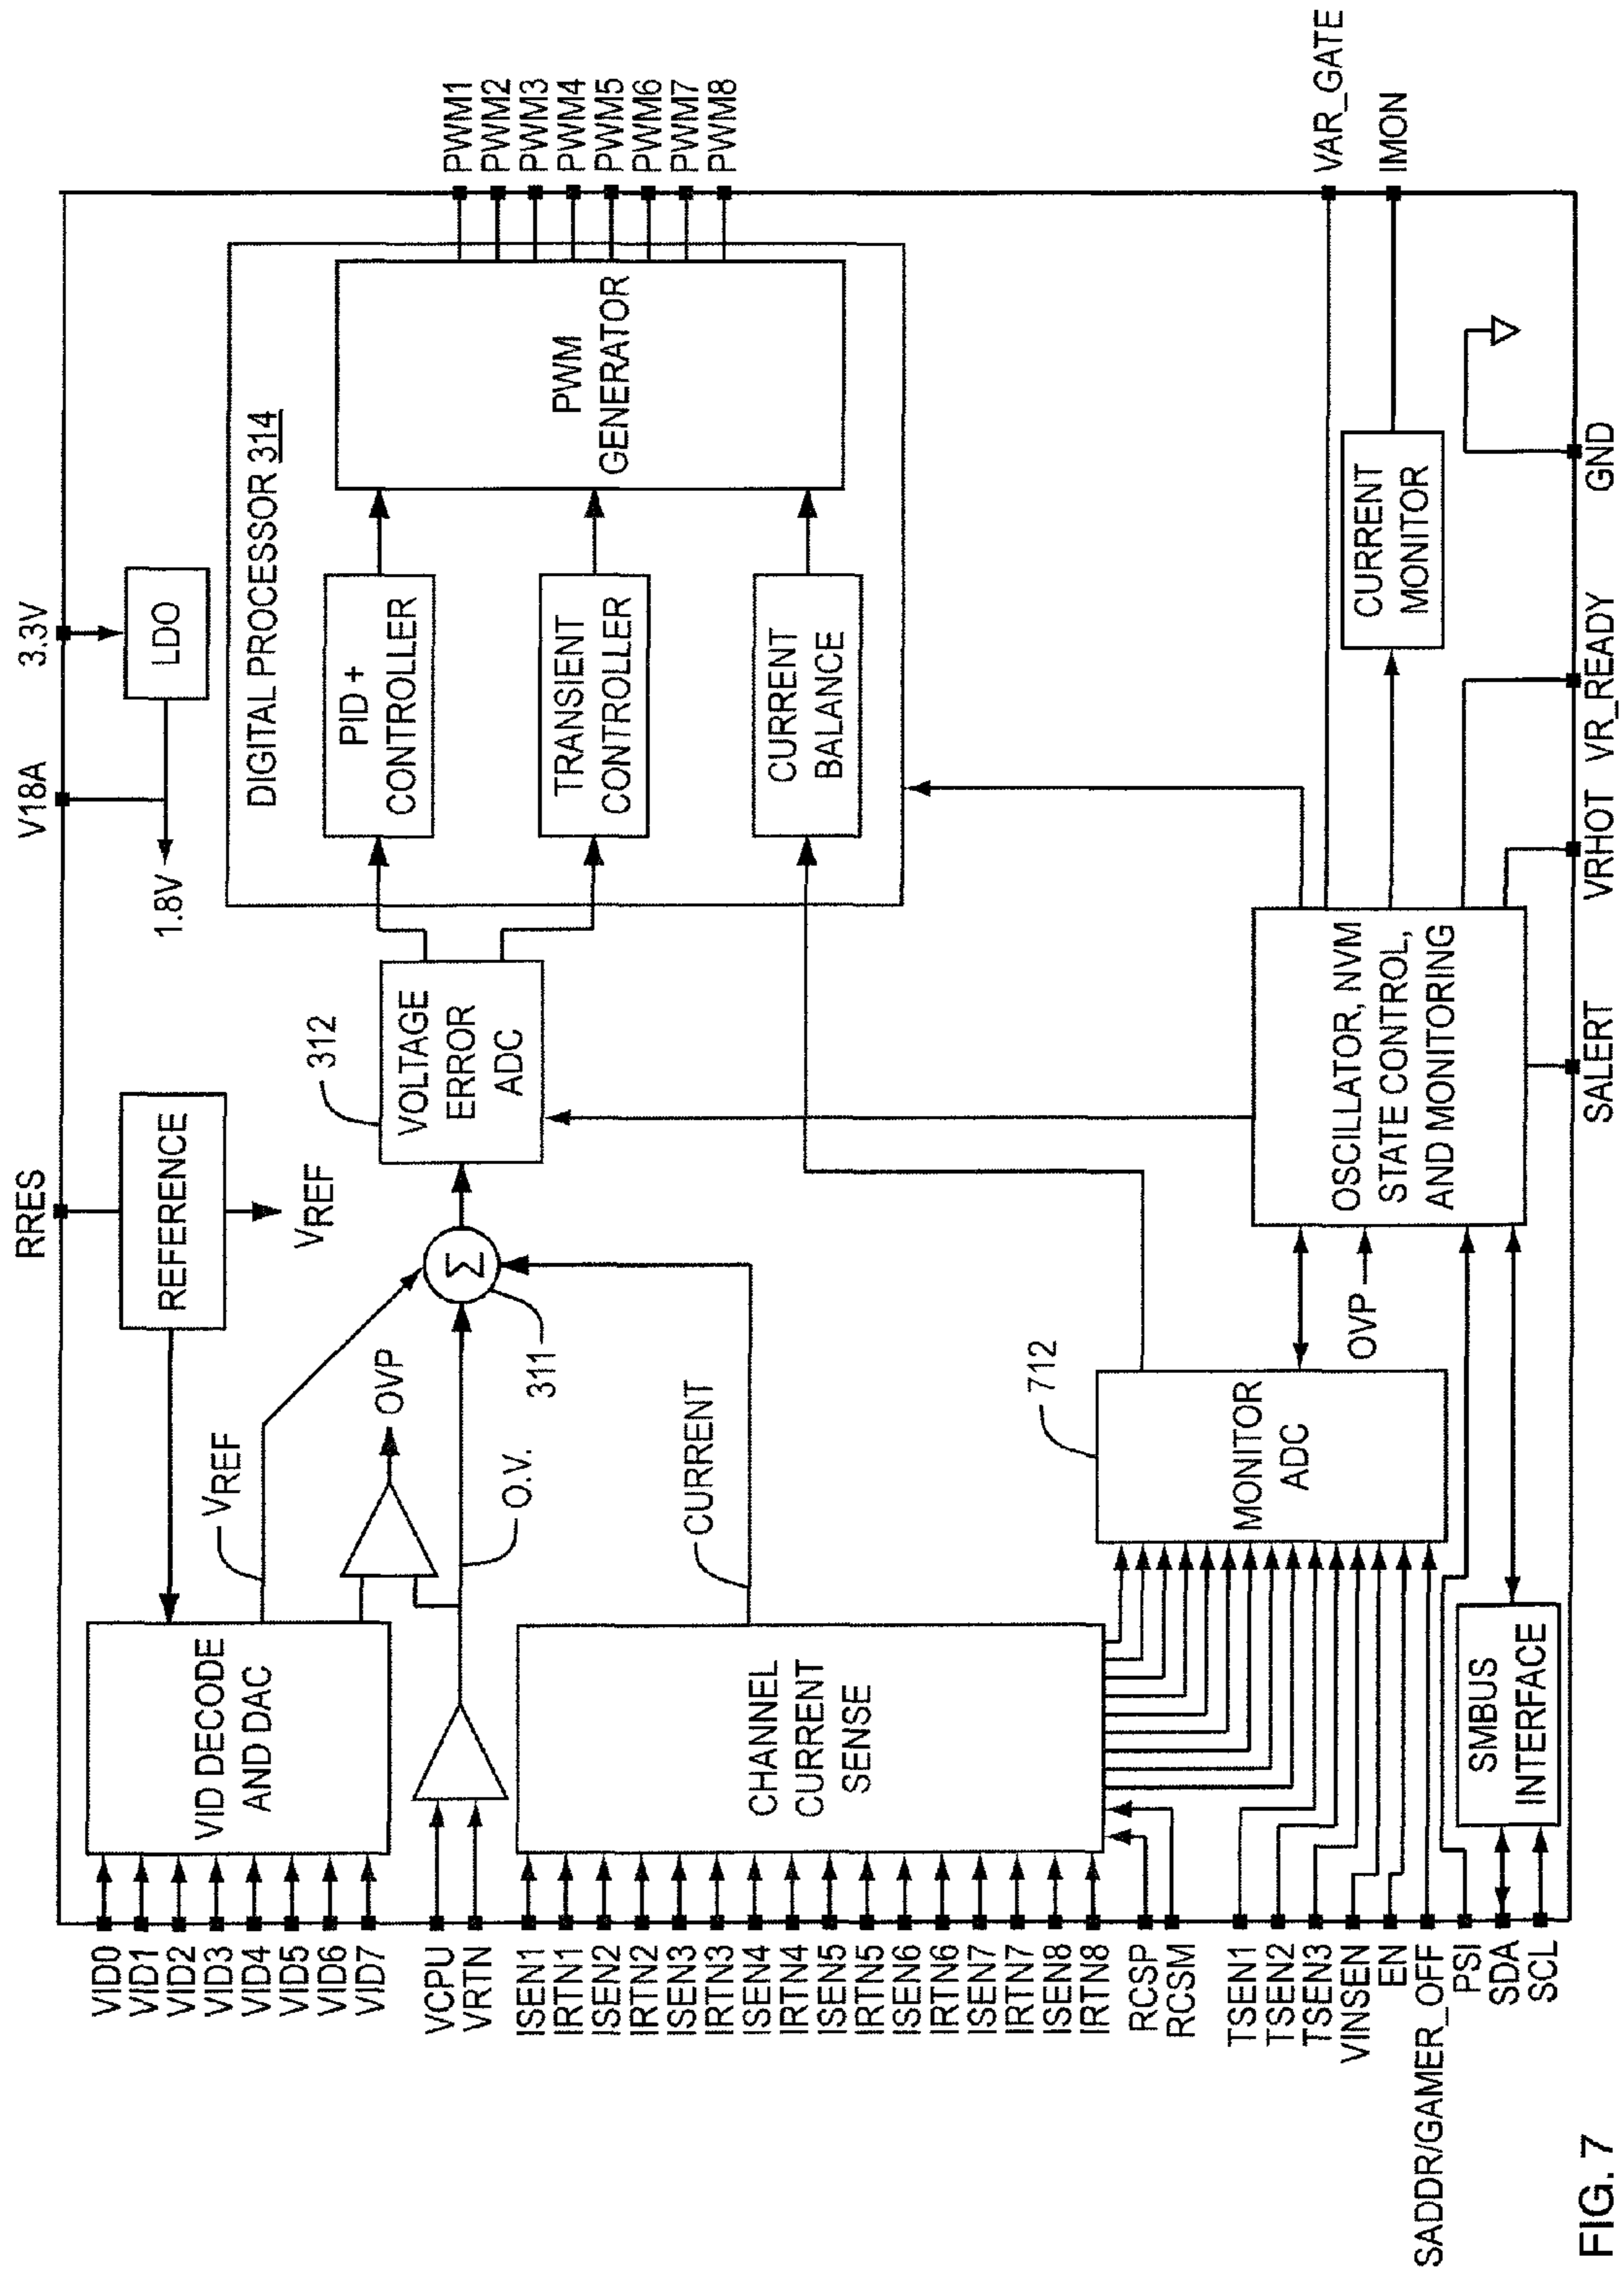 RRES
V18A
3.3V
REFERENCE
VREF
1.8V
LDO
VID0
VID1
VID2
VID3
VID4
VID5
VID6
VID7
VID DECODE
AND DAC
VREF
OVP
O.V.
311
Σ
312
VOLTAGE
ERROR
ADC
DIGITAL PROCESSOR 314
PID +
CONTROLLER
TRANSIENT
CONTROLLER
CURRENT
BALANCE
PWM
GENERATOR
PWM1
PWM2
PWM3
PWM4
PWM5
PWM6
PWM7
PWM8
VCPU
VRTN
ISEN1
IRTN1
ISEN2
IRTN2
ISEN3
IRTN3
ISEN4
IRTN4
ISEN5
IRTN5
ISEN6
IRTN6
ISEN7
IRTN7
ISEN8
IRTN8
RCSP
RCSM
CHANNEL
CURRENT
SENSE
CURRENT
712
MONITOR
ADC
TSEN1
TSEN2
TSEN3
VINSEN
EN
SADDR/GAMER_OFF
PSI
SDA
SCL
SMBUS
INTERFACE
OVP
OSCILLATOR, NVM
STATE CONTROL,
AND MONITORING
CURRENT
MONITOR
VAR_GATE
IMON
SALERT
VRHOT
VR_READY
GND
FIG. 7